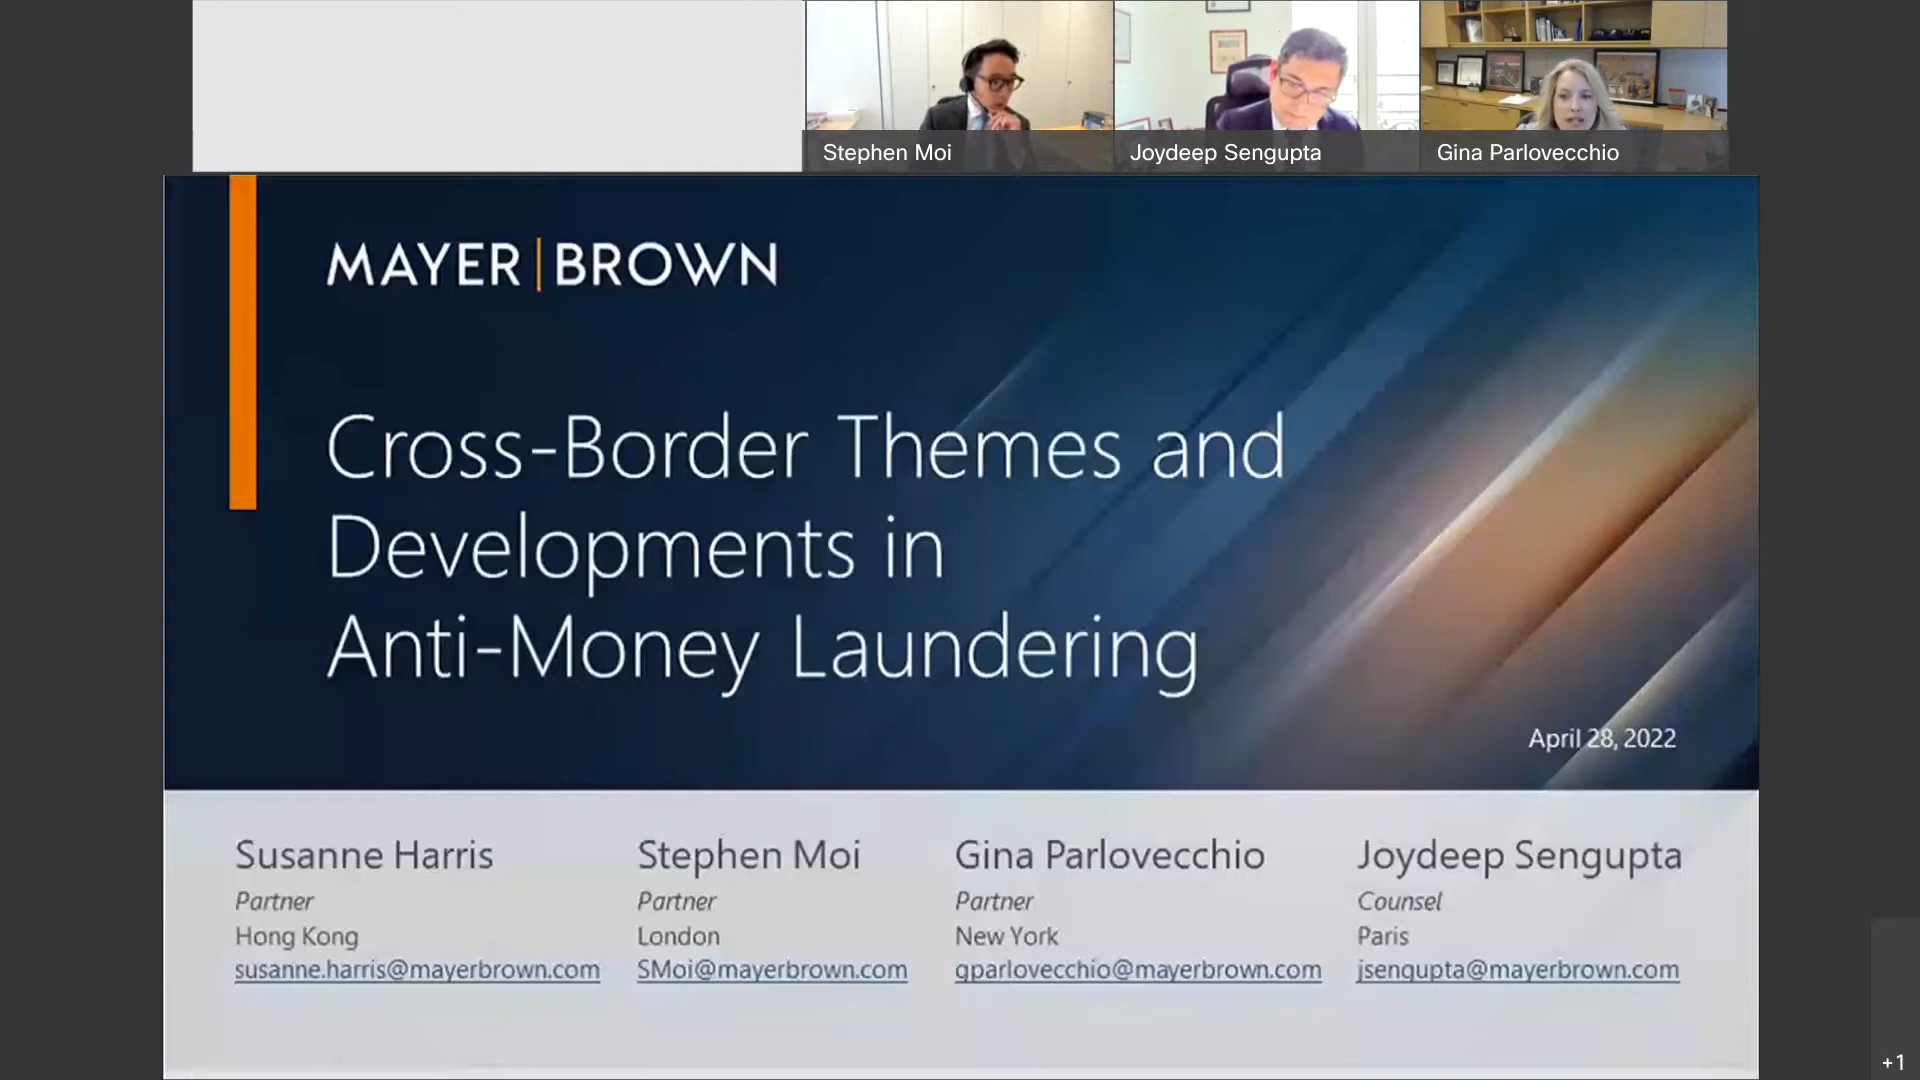 Stephen Moi
Joydeep Sengupta
Gina Parlovecchio
MAYER | BROWN
Cross-Border Themes and
Developments in
Anti-Money Laundering
April 28, 2022
Susanne Harris
Partner
Hong Kong
susanne.harris@mayerbrown.com
Stephen Moi
Partner
London
SMoi@mayerbrown.com
Gina Parlovecchio
Partner
New York
gparlovecchio@mayerbrown.com
Joydeep Sengupta
Counsel
Paris
jsengupta@mayerbrown.com
+1